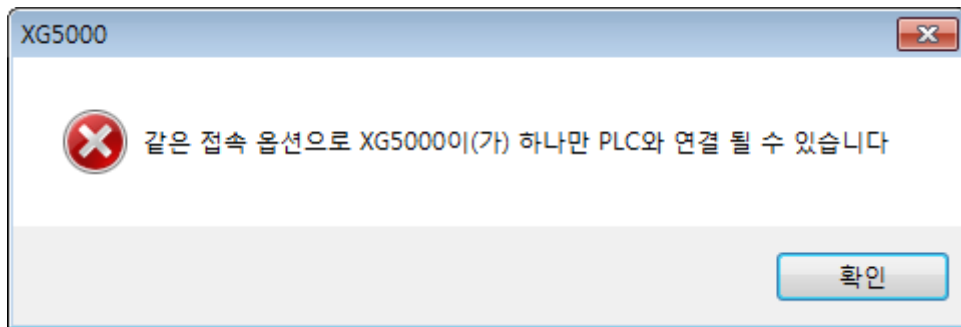 XG5000
같은 접속 옵션으로 XG5000이(가) 하나만 PLC와 연결 될 수 있습니다
확인